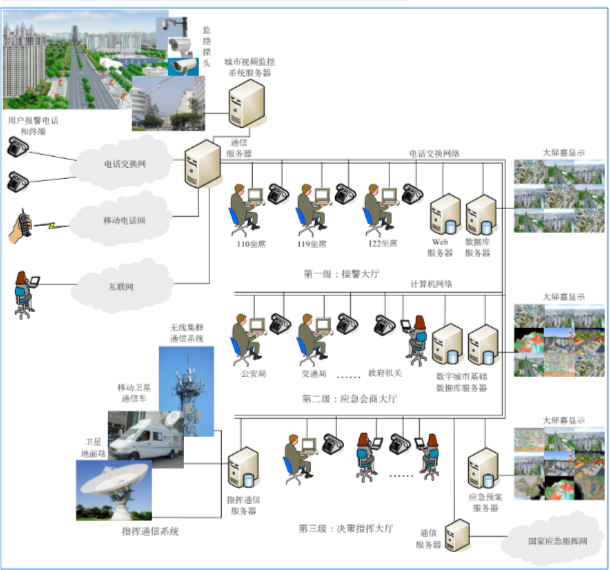 监
控
探
头
城市视频监控
系统服务器
用户报警电话
和终端
通信
服务器
电话交换网
电话交换网络
大屏幕显示
移动电话网
110坐席
119坐席
122坐席
Web
服务器
数据库
服务器
互联网
第一级：接警大厅
计算机网络
大屏幕显示
无线集群
通信系统
公安局
交通局
……
政府机关
数字城市基础
数据库服务器
移动卫星
通信车
第二级：应急会商大厅
大屏幕显示
卫星
地面站
……
指挥通信
服务器
应急预案
服务器
指挥通信系统
第三级：决策指挥大厅
通信
服务器
国家应急指挥网